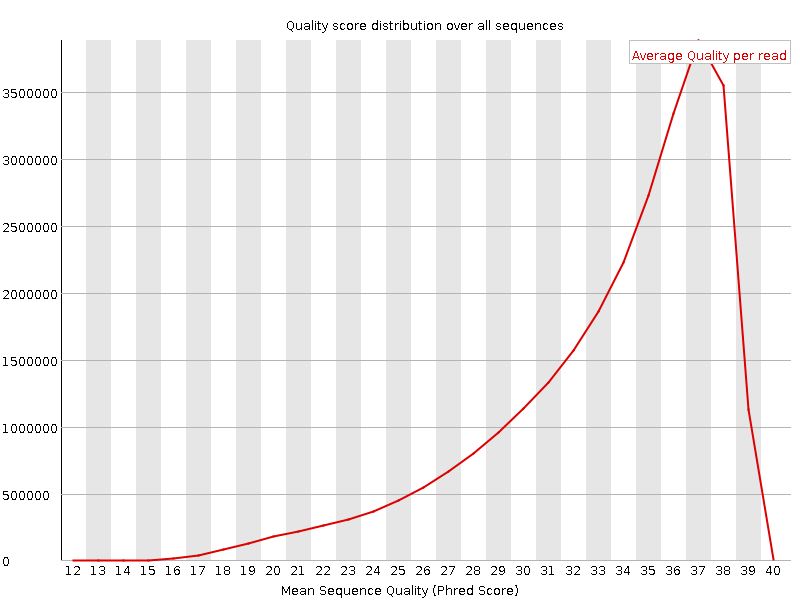 Quality score distribution over all sequences
Average Quality per read
3500000
3000000
2500000
2000000
1500000
1000000
500000
0
12 13 14 15 16 17 18 19 20 21 22 23 24 25 26 27 28 29 30 31 32 33 34 35 36 37 38 39 40
Mean Sequence Quality (Phred Score)